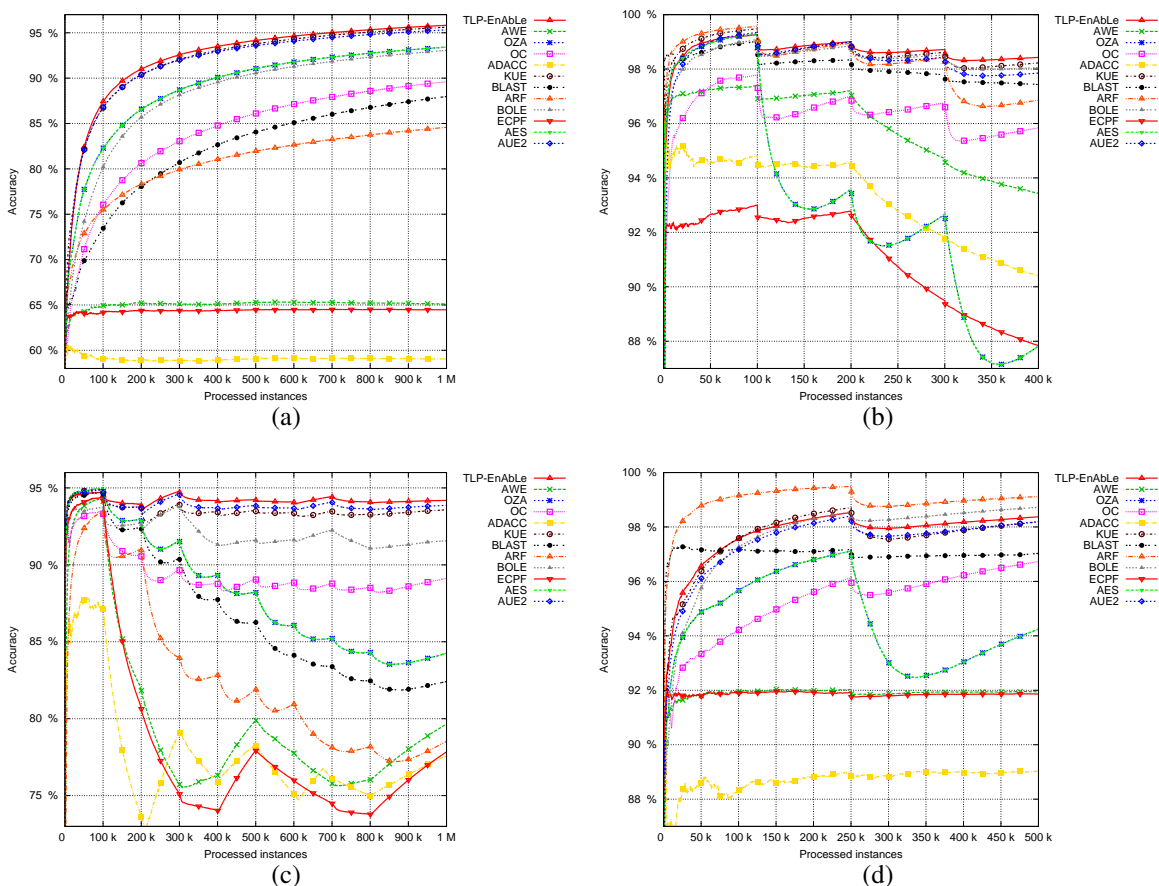 95 %
90 %
85 %
80 %
75 %
70 %
65 %
60 %
Accuracy
0 100 k 200 k 300 k 400 k 500 k 600 k 700 k 800 k 900 k 1 M
Processed instances
TLP-EnAbLe
AWE
OZA
OC
ADACC
KUE
BLAST
ARF
BOLE
ECPF
AES
AUE2
(a)
100 %
98 %
96 %
94 %
92 %
90 %
88 %
Accuracy
0 50 k 100 k 150 k 200 k 250 k 300 k 350 k 400 k
Processed instances
TLP-EnAbLe
AWE
OZA
OC
ADACC
KUE
BLAST
ARF
BOLE
ECPF
AES
AUE2
(b)
95 %
90 %
85 %
80 %
75 %
Accuracy
0 100 k 200 k 300 k 400 k 500 k 600 k 700 k 800 k 900 k 1 M
Processed instances
TLP-EnAbLe
AWE
OZA
OC
ADACC
KUE
BLAST
ARF
BOLE
ECPF
AES
AUE2
(c)
100 %
98 %
96 %
94 %
92 %
90 %
88 %
Accuracy
0 50 k 100 k 150 k 200 k 250 k 300 k 350 k 400 k 450 k 500 k
Processed instances
TLP-EnAbLe
AWE
OZA
OC
ADACC
KUE
BLAST
ARF
BOLE
ECPF
AES
AUE2
(d)